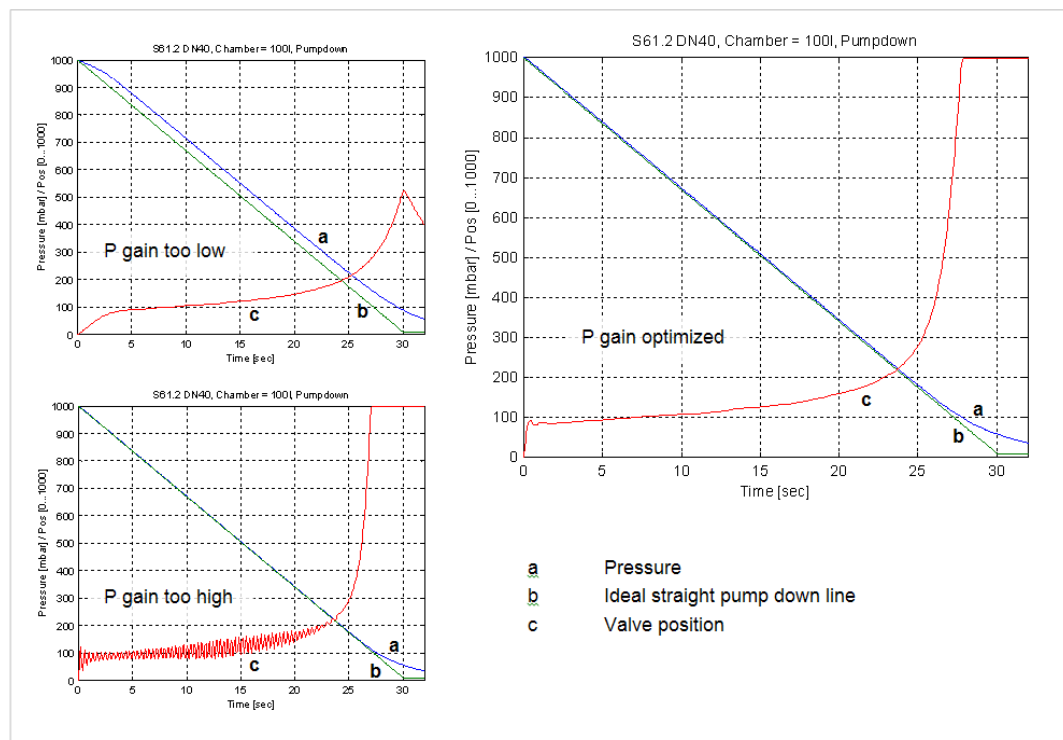 S61.2 DN40, Chamber = 100l, Pumpdown
Pressure [mbar] / Pos [0...1000]
1000
900
800
700
600
500
400
300
200
100
0
P gain too low
a
b
c
0 5 10 15 20 25 30
Time [sec]
S61.2 DN40, Chamber = 100l, Pumpdown
Pressure [mbar] / Pos [0...1000]
1000
900
800
700
600
500
400
300
200
100
0
P gain too high
a
b
c
0 5 10 15 20 25 30
Time [sec]
S61.2 DN40, Chamber = 100l, Pumpdown
Pressure [mbar] / Pos [0...1000]
1000
900
800
700
600
500
400
300
200
100
0
P gain optimized
a
b
c
0 5 10 15 20 25 30
Time [sec]
a Pressure
b Ideal straight pump down line
c Valve position